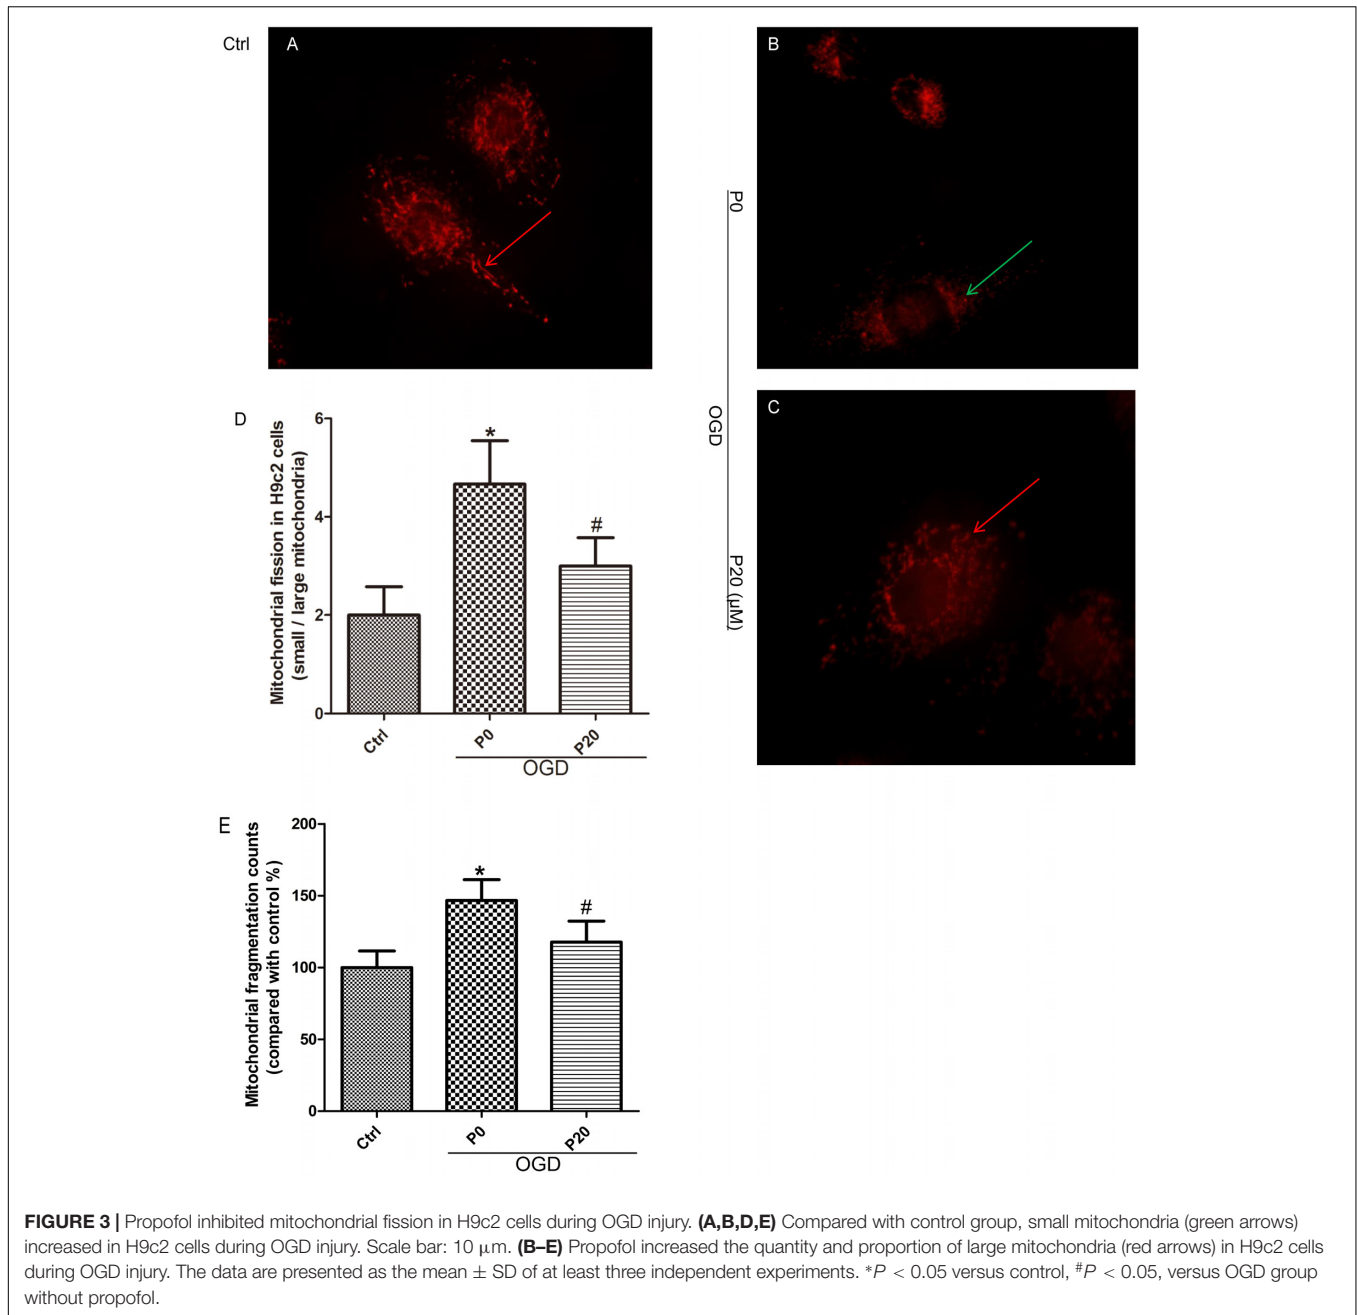 Ctrl
A
B
P0
OGD
P20 (μM)
C
D
Mitochondrial fission in H9c2 cells
(small / large mitochondria)
6
4
2
0
*
#
Ctrl
P0
P20
OGD
E
Mitochondrial fragmentation counts
(compared with control %)
200
150
100
50
0
*
#
Ctrl
P0
P20
OGD
FIGURE 3 | Propofol inhibited mitochondrial fission in H9c2 cells during OGD injury. (A,B,D,E) Compared with control group, small mitochondria (green arrows)
increased in H9c2 cells during OGD injury. Scale bar: 10 μm. (B–E) Propofol increased the quantity and proportion of large mitochondria (red arrows) in H9c2 cells
during OGD injury. The data are presented as the mean ± SD of at least three independent experiments. *P < 0.05 versus control, #P < 0.05, versus OGD group
without propofol.